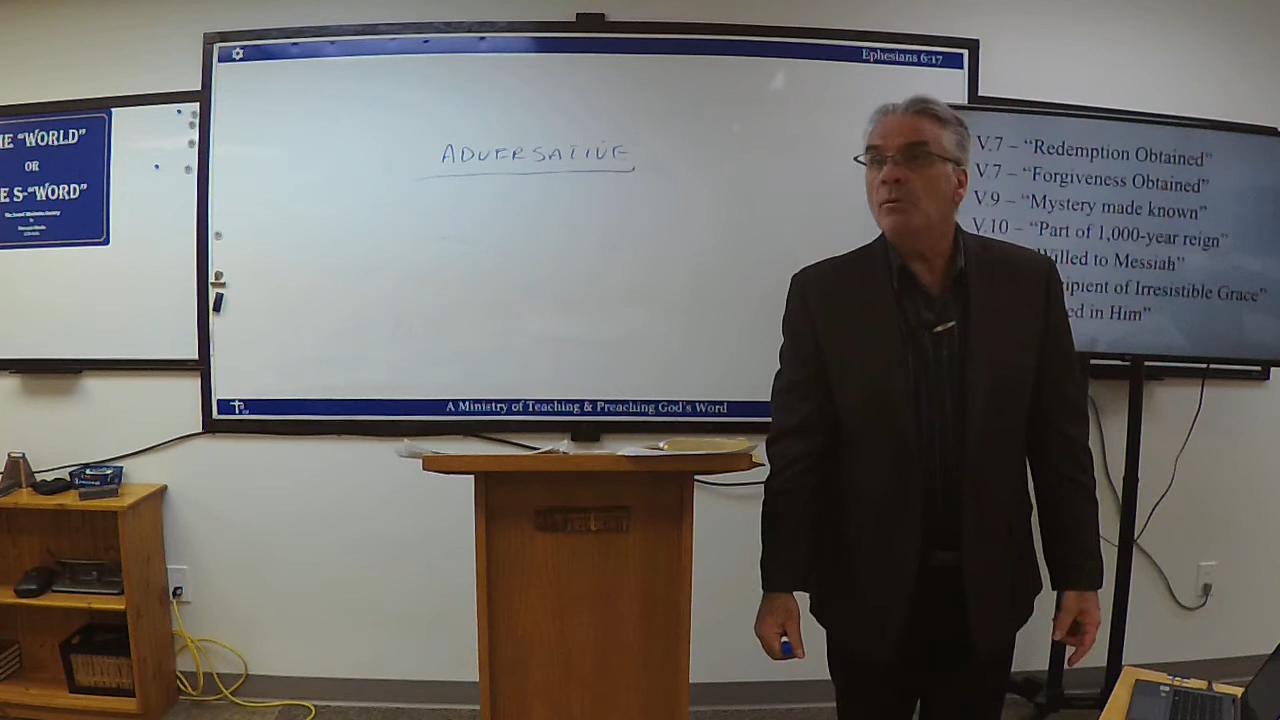 HE "WORLD"
OR
E S-"WORD"
Ephesians 6:17
ADVERSATIVE
A Ministry of Teaching & Preaching God's Word
V.7 – "Redemption Obtained"
V.7 – "Forgiveness Obtained"
V.9 – "Mystery made known"
V.10 – "Part of 1,000-year reign"
Willed to Messiah"
cipient of Irresistible Grace"
ed in Him"